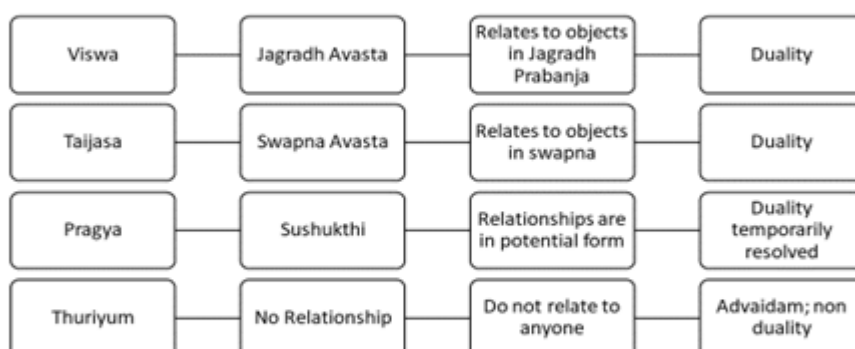 Viswa
Jagradh Avasta
Relates to objects
in Jagradh
Prabanja
Duality
Taijasa
Swapna Avasta
Relates to objects
in swapna
Duality
Pragya
Sushukthi
Relationships are
in potential form
Duality
temporarily
resolved
Thuriyum
No Relationship
Do not relate to
anyone
Advaidam; non
duality